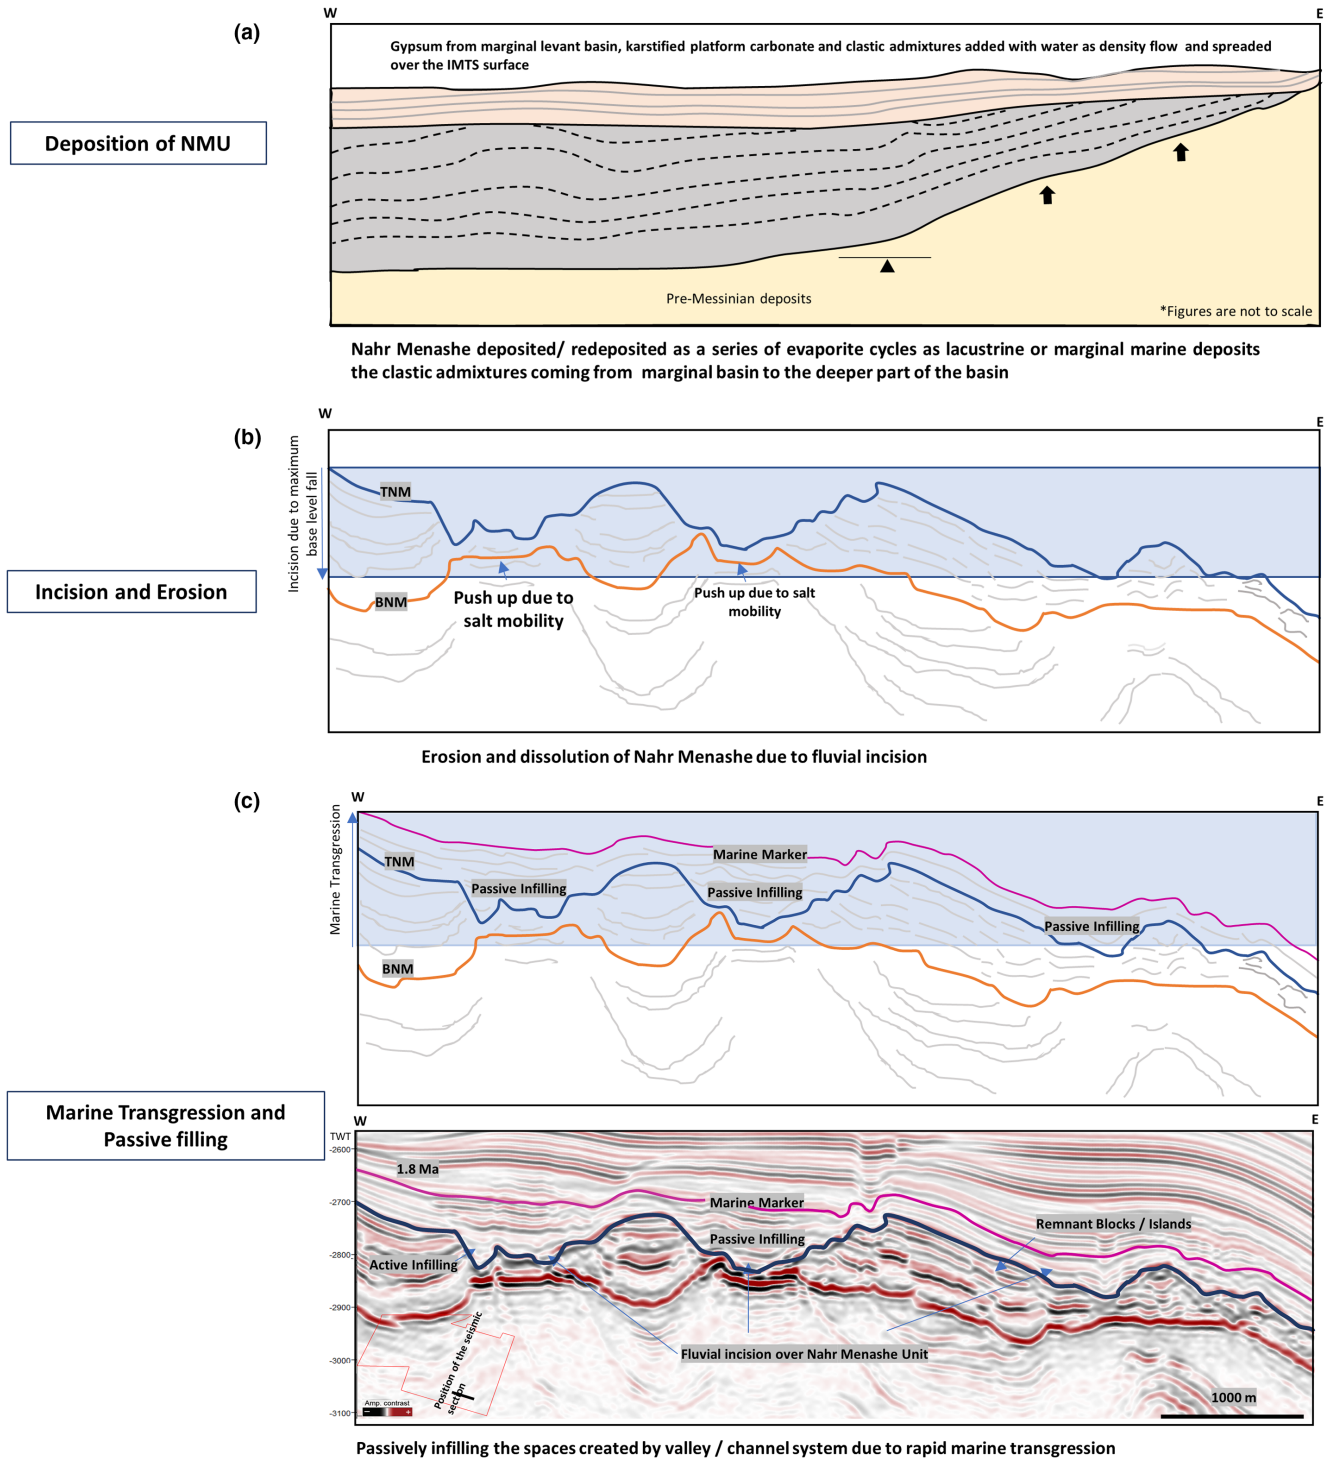 (a)
W
E
Gypsum from marginal levant basin, karstified platform carbonate and clastic admixtures added with water as density flow and spreaded
over the IMTS surface
Deposition of NMU
Pre-Messinian deposits
*Figures are not to scale
Nahr Menashe deposited/ redeposited as a series of evaporite cycles as lacustrine or marginal marine deposits
the clastic admixtures coming from marginal basin to the deeper part of the basin
(b)
W
E
Incision due to maximum
base level fall
TNM
BNM
Push up due to
salt mobility
Push up due to salt
mobility
Incision and Erosion
Erosion and dissolution of Nahr Menashe due to fluvial incision
(c)
W
E
Marine Transgression
Marine Marker
TNM
Passive Infilling
Passive Infilling
Passive Infilling
BNM
Marine Transgression and
Passive filling
W
E
TWT
-2600
-2700
-2800
-2900
-3000
-3100
1.8 Ma
Marine Marker
Remnant Blocks / Islands
Passive Infilling
Active Infilling
Fluvial incision over Nahr Menashe Unit
Position of the seismic
section
Amp. contrast
- +
1000 m
Passively infilling the spaces created by valley / channel system due to rapid marine transgression